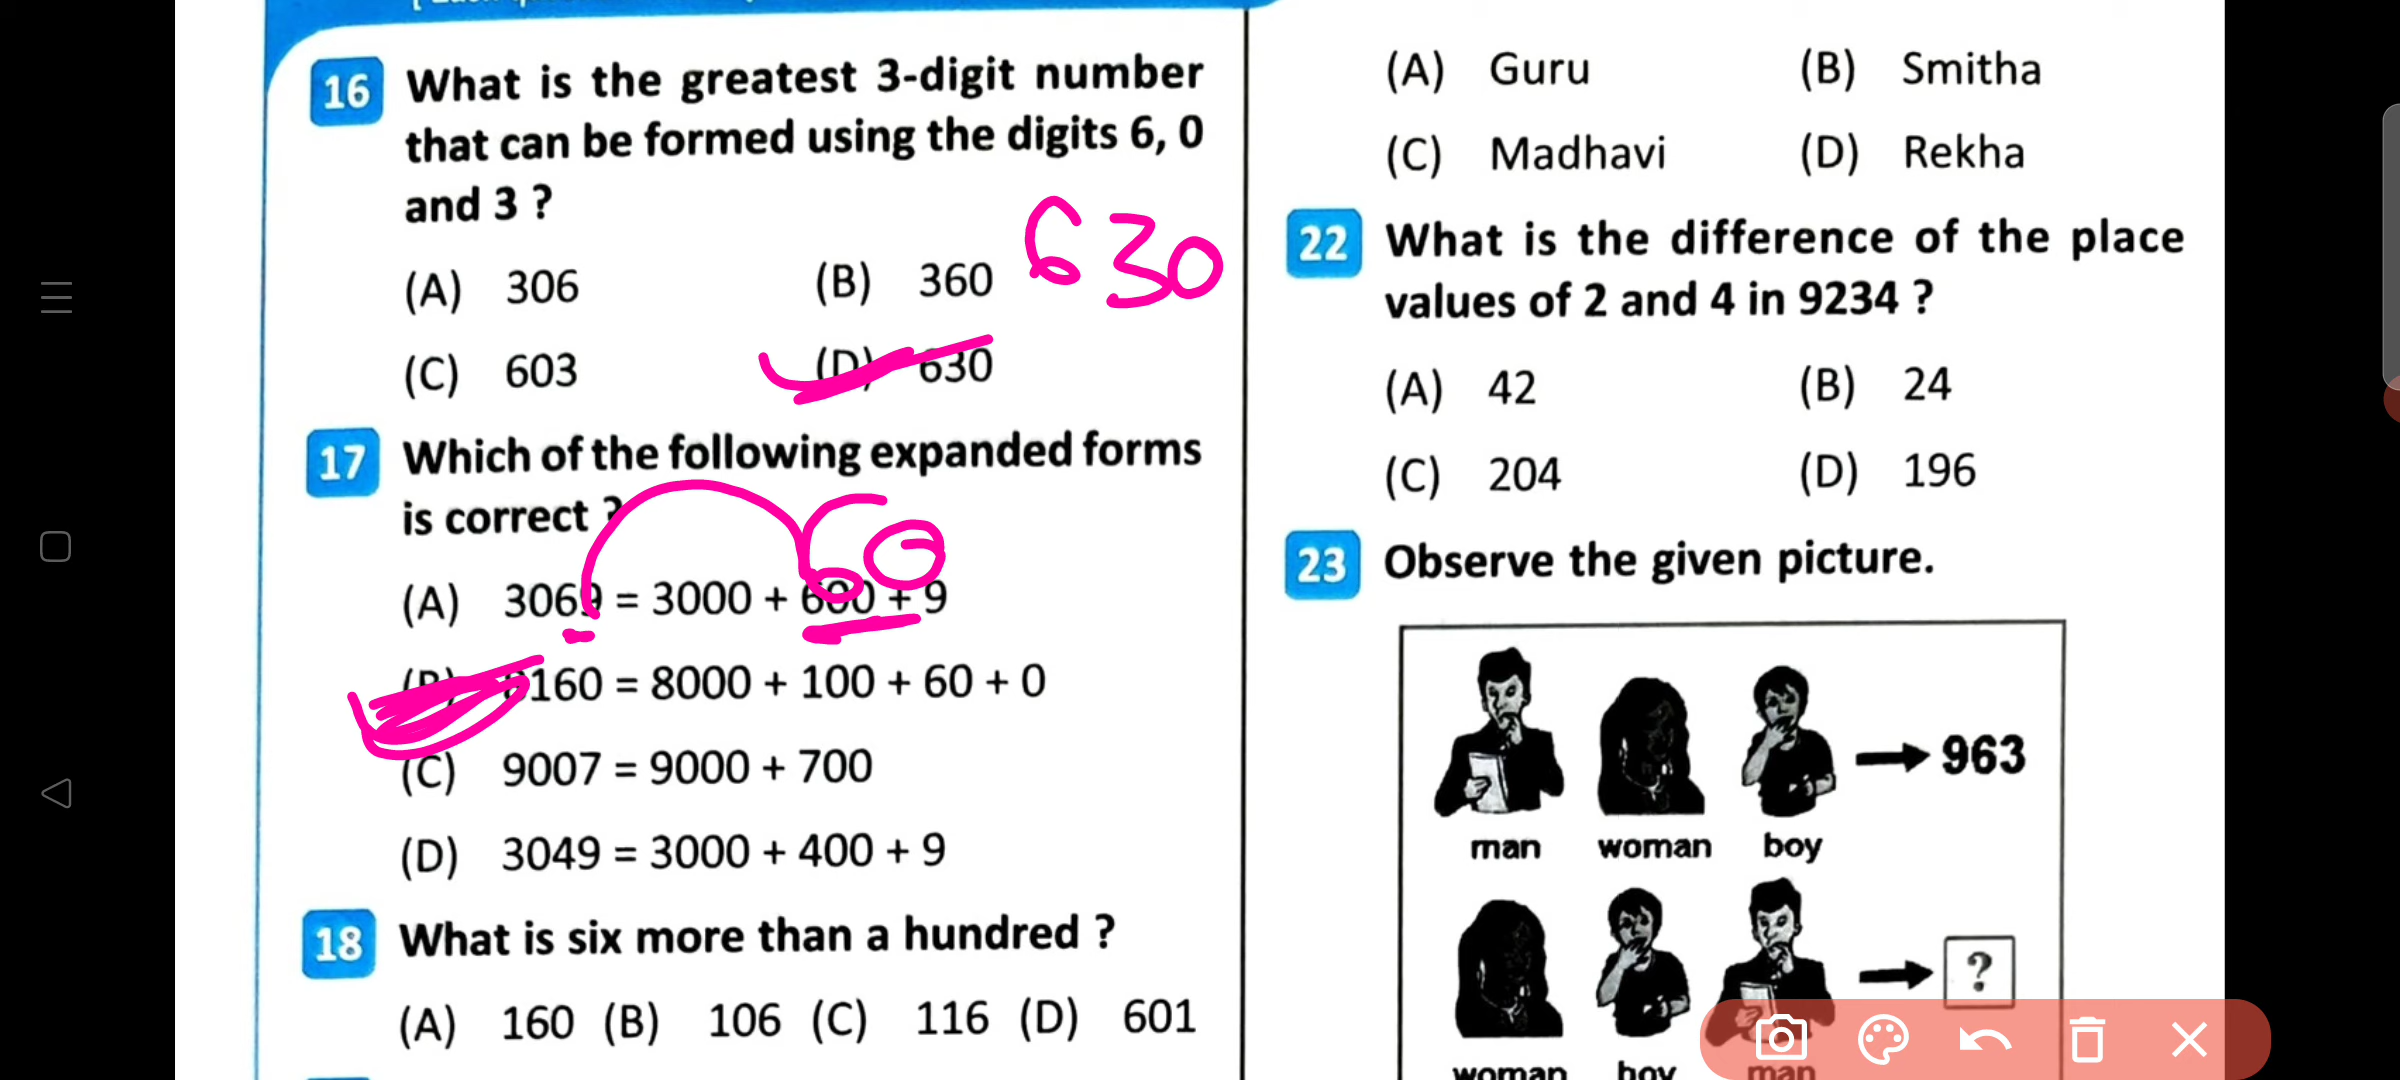 16 What is the greatest 3-digit number
that can be formed using the digits 6, 0
and 3 ?
630
(A) 306 (B) 360
(C) 603 (D) 630
17 Which of the following expanded forms
is correct ?
60
(A) 3069 = 3000 + 600 + 9
(B) 8160 = 8000 + 100 + 60 + 0
(C) 9007 = 9000 + 700
(D) 3049 = 3000 + 400 + 9
18 What is six more than a hundred ?
(A) 160 (B) 106 (C) 116 (D) 601
(A) Guru (B) Smitha
(C) Madhavi (D) Rekha
22 What is the difference of the place
values of 2 and 4 in 9234 ?
(A) 42 (B) 24
(C) 204 (D) 196
23 Observe the given picture.
963
man woman boy
?
woman boy man